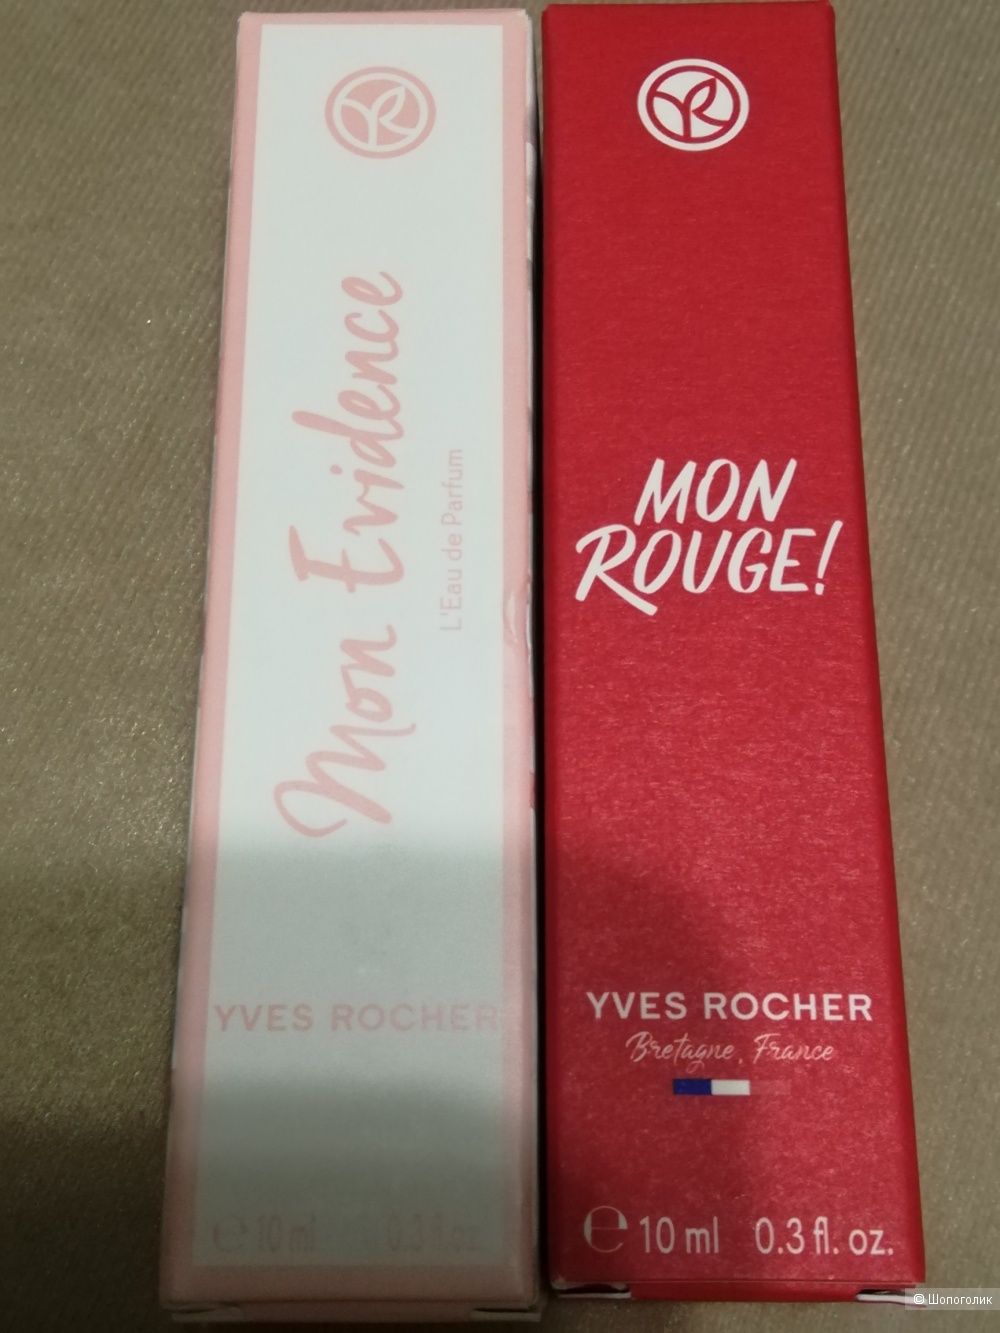 Mon Evidence
L'Eau de Parfum
YVES ROCHER
℮ 10 ml 0.3 fl. oz.
MON
ROUGE!
YVES ROCHER
Bretagne, France
℮ 10 ml 0.3 fl. oz.
© Шопоголик